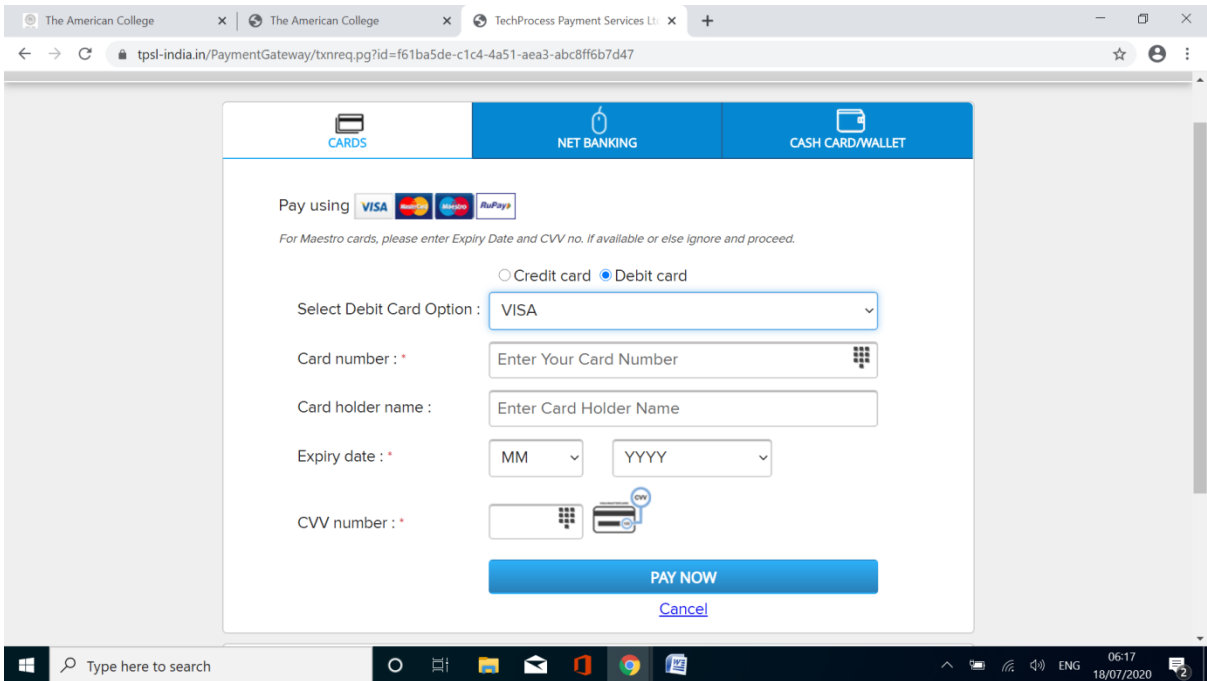 The American College
The American College
TechProcess Payment Services Lt
tpsl-india.in/PaymentGateway/txnreq.pg?id=f61ba5de-c1c4-4a51-aea3-abc8ff6b7d47
CARDS
NET BANKING
CASH CARD/WALLET
Pay using VISA MasterCard Maestro RuPay
For Maestro cards, please enter Expiry Date and CVV no. if available or else ignore and proceed.
Credit card Debit card
Select Debit Card Option : VISA
Card number : * Enter Your Card Number
Card holder name : Enter Card Holder Name
Expiry date : * MM YYYY
CVV
CVV number : *
PAY NOW
Cancel
Type here to search
ENG
06:17
18/07/2020
2